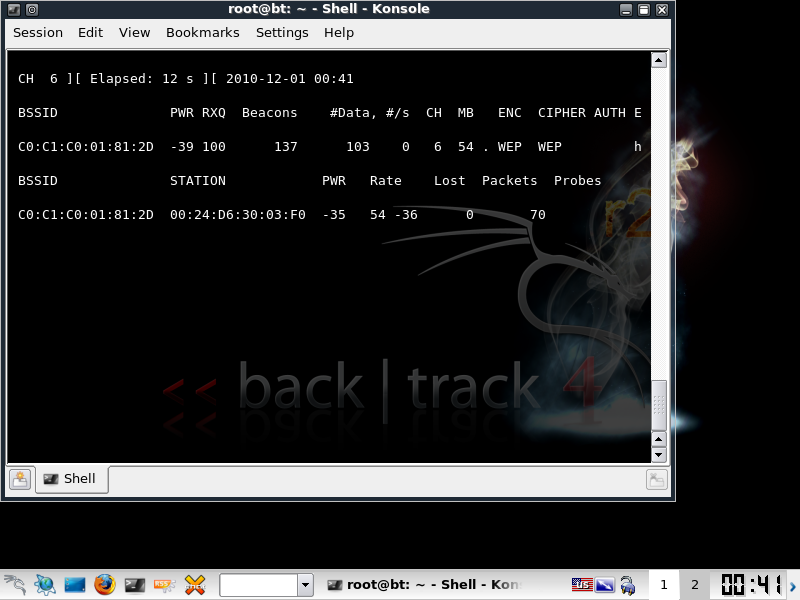 root@bt: ~ - Shell - Konsole
Session Edit View Bookmarks Settings Help
CH 6 ][ Elapsed: 12 s ][ 2010-12-01 00:41
BSSID PWR RXQ Beacons #Data, #/s CH MB ENC CIPHER AUTH E
C0:C1:C0:01:81:2D -39 100 137 103 0 6 54 . WEP WEP h
BSSID STATION PWR Rate Lost Packets Probes
C0:C1:C0:01:81:2D 00:24:D6:30:03:F0 -35 54 -36 0 70
<< back | track 4
Shell
root@bt: ~ - Shell - Kon
us
1 2 00:41